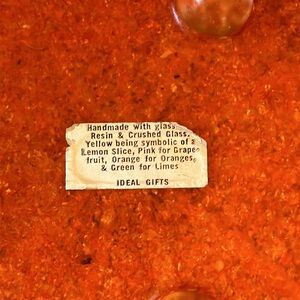 Handmade with glass
Resin & Crushed Glass.
Yellow being symbolic of a
Lemon Slice, Pink for Grape-
fruit, Orange for Oranges,
& Green for Limes
IDEAL GIFTS